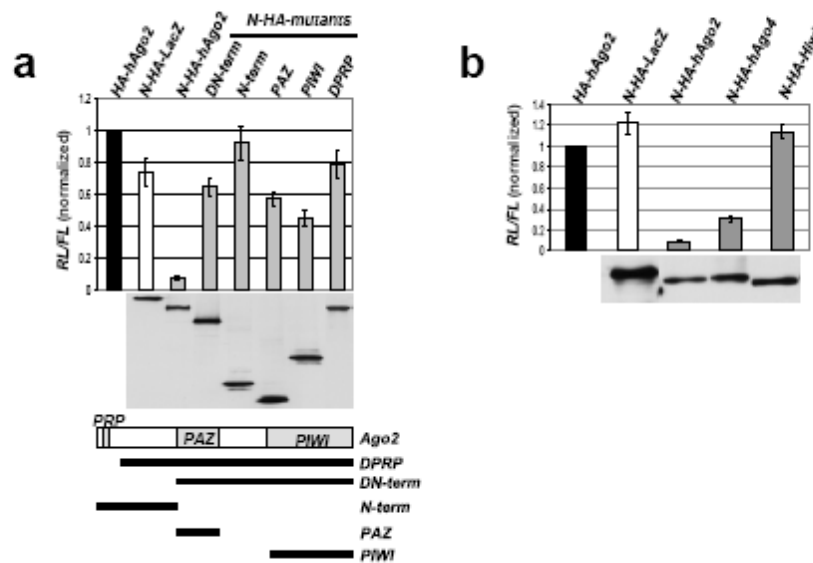 a
N-HA-mutants
HA-hAgo2
N-HA-LacZ
N-HA-hAgo2
DN-term
N-term
PAZ
PIWI
DPRP
RL/FL (normalized)
1.2
1
0.8
0.6
0.4
0.2
0
PRP
PAZ
PIWI
Ago2
DPRP
DN-term
N-term
PAZ
PIWI
b
HA-hAgo2
N-HA-LacZ
N-HA-hAgo2
N-HA-hAgo4
RL/FL (normalized)
1.4
1.2
1
0.8
0.6
0.4
0.2
0